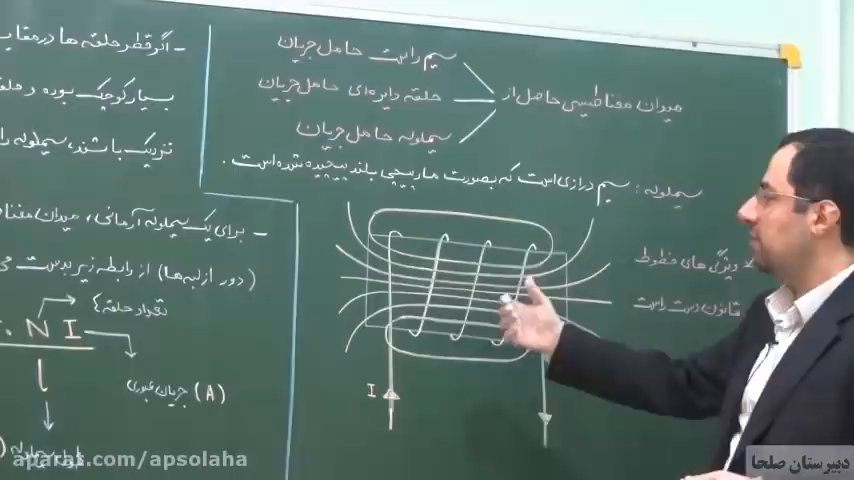 میدان مغناطیسی حاصل از
سیم راست حامل جریان
حلقه دایره‌ای حامل جریان
سیملوله حامل جریان
سیملوله : سیم درازی است که بصورت مارپیچی بلند پیچیده شده است .
* ویژگی های خطوط
قانون دست راست
I
- اگر قطر حلقه ها در
بسیار کوچک بوده و
نزدیک باشند، سیملوله را
- برای یک سیملوله آرمانی ، میدان
(دور از لبه‌ها) از رابطه زیر بدست
تعداد حلقه‌ها
N I
جریان عبوری (A)
l
aparat.com/apsolaha
دبیرستان صلحا